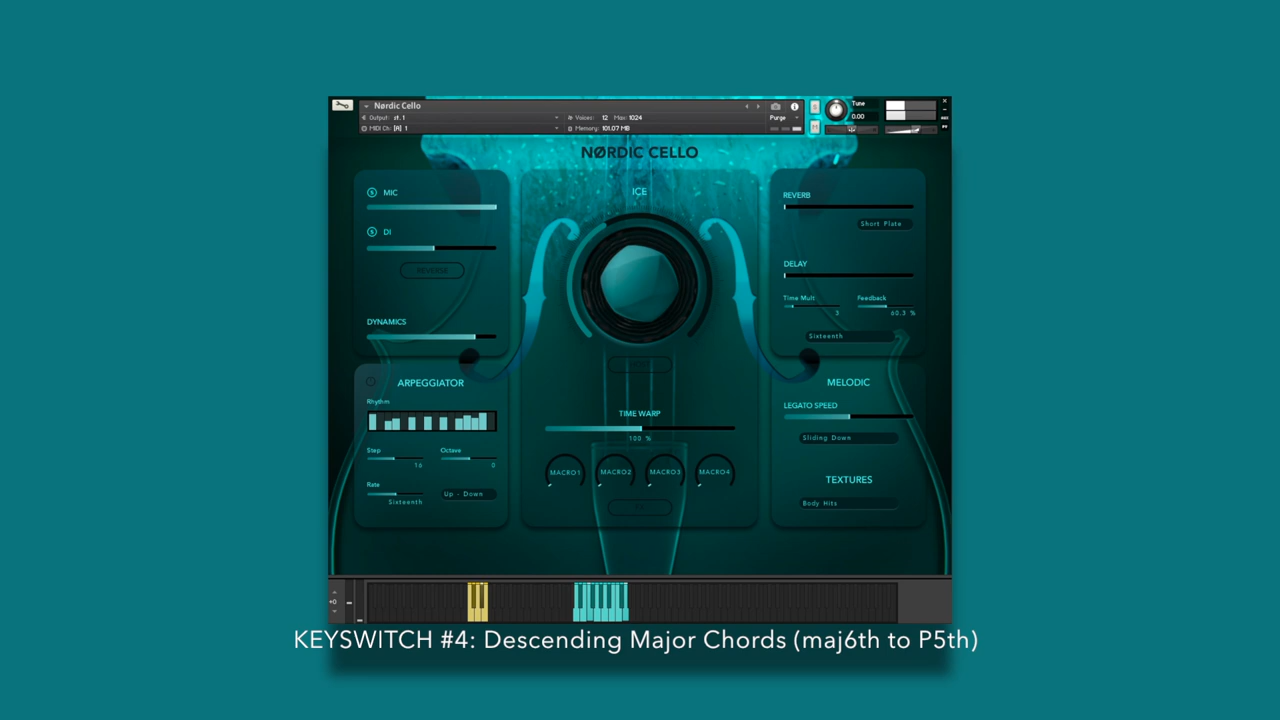 Nørdic Cello
Output: st.1
Voices: 12 Max: 1024
Purge
MIDI Ch: [A] 1
Memory: 101.07 MB
S
M
Tune
0.00
NØRDIC CELLO
S MIC
S DI
REVERSE
DYNAMICS
ARPEGGIATOR
Rhythm
Step
16
Octave
0
Rate
Sixteenth
Up - Down
ICE
TIME WARP
100 %
MACRO1
MACRO2
MACRO3
MACRO4
REVERB
Short Plate
DELAY
Time Mult
3
Feedback
60.3 %
Sixteenth
MELODIC
LEGATO SPEED
Sliding Down
TEXTURES
Body Hits
+0
KEYSWITCH #4: Descending Major Chords (maj6th to P5th)